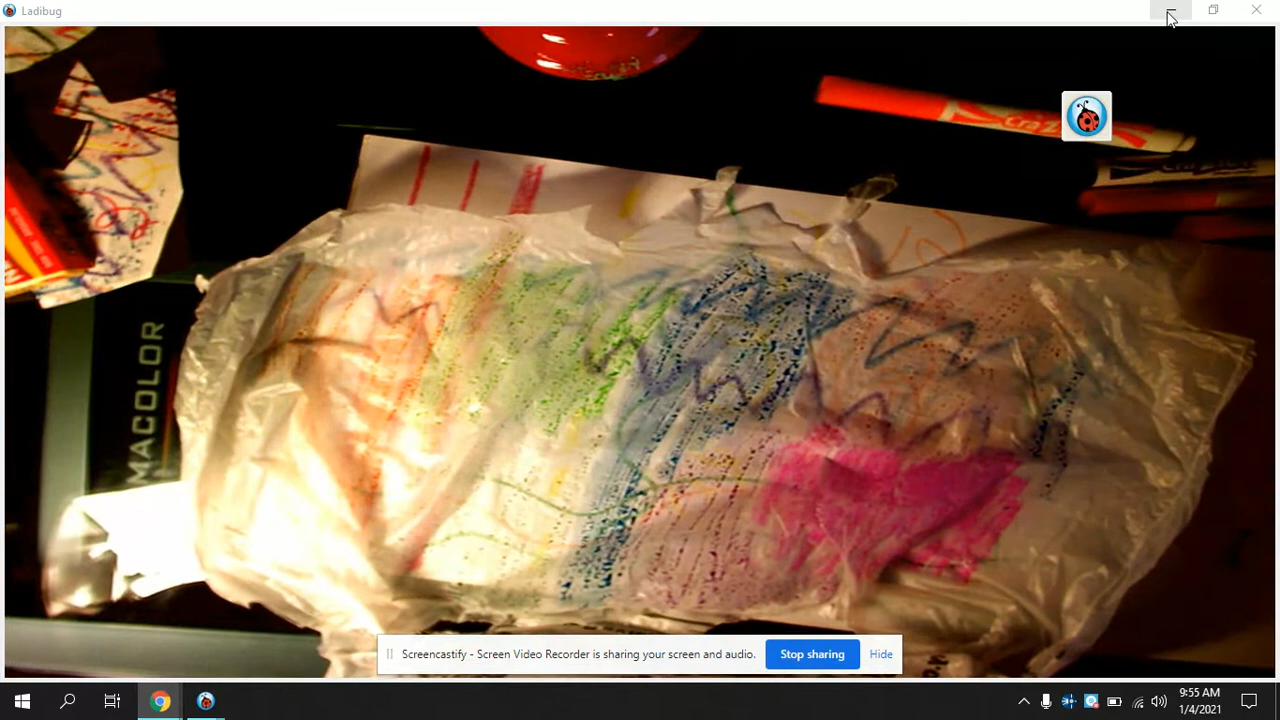 Ladibug
MACOLOR
Screencastify - Screen Video Recorder is sharing your screen and audio.
Stop sharing
Hide
9:55 AM
1/4/2021